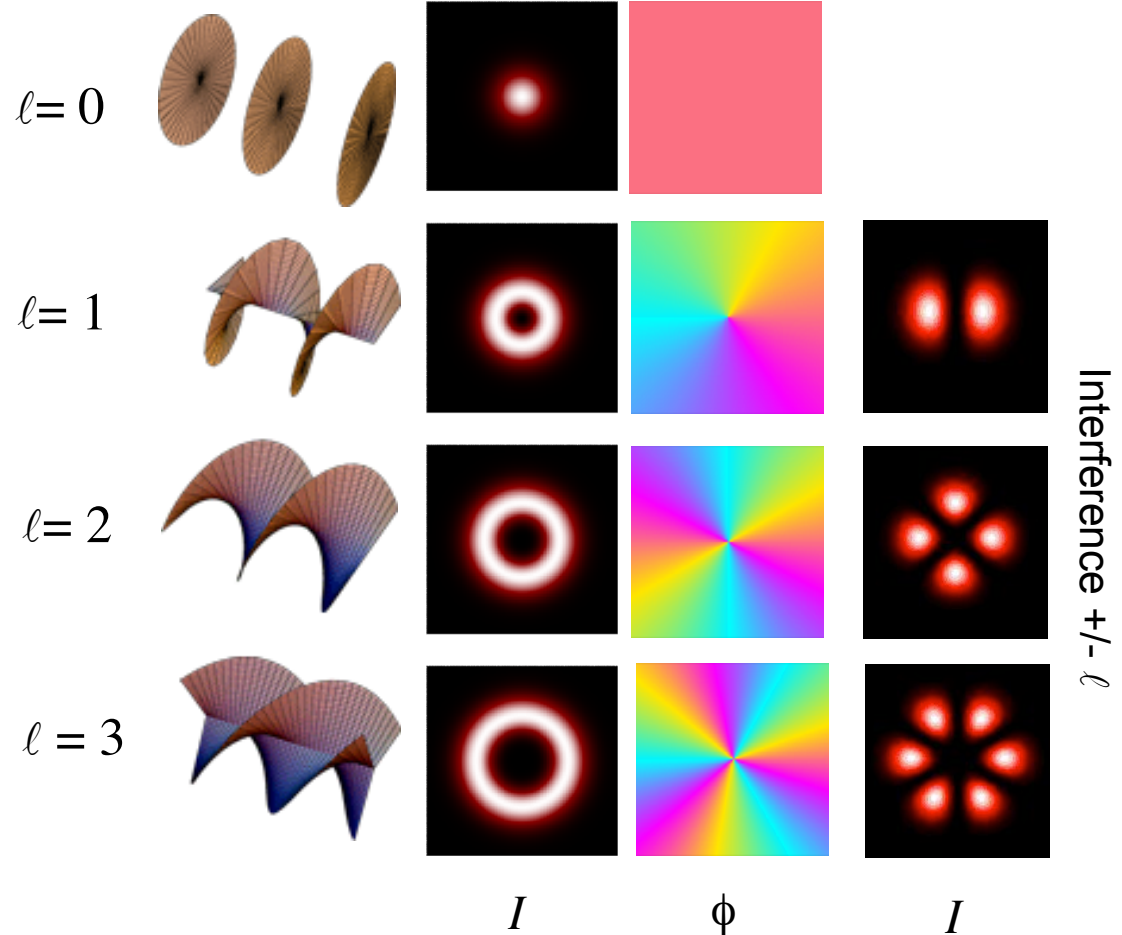 ℓ= 0
ℓ= 1
ℓ= 2
ℓ = 3
I
ϕ
I
Interference +/- ℓ